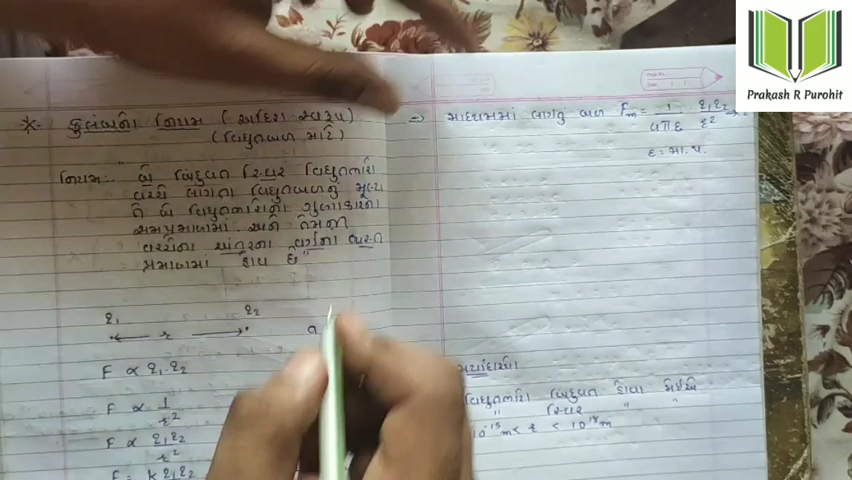 * કુલંબનો નિયમ ( અદિશ સ્વરૂપ )
(વિદ્યુતબળ માટે)
નિયમ:- બે બિંદુવત્ સ્થિર વિદ્યુતભારો
વચ્ચે લાગતા વિદ્યુતબળનું મૂલ્ય
તે બે વિદ્યુતભારોના ગુણાકારના
સમપ્રમાણમાં અને તેમની
વચ્ચેના અંતરના વર્ગના વ્યસ્ત
પ્રમાણમાં હોય છે"
q₁ q₂
r
F ∝ q₁.q₂
F ∝ 1/r²
F ∝ q₁q₂/r²
F = k q₁q₂
⇒ માધ્યમમાં લાગતું બળ Fm = 1/4πε q₁q₂/r²
ε = મા. પ.
મર્યાદાઓ
વિદ્યુતભારો બિંદુવત્ હોવા જોઈએ
" સ્થિર " "
10⁻¹⁵m < r < 10¹⁸m
Prakash R Purohit